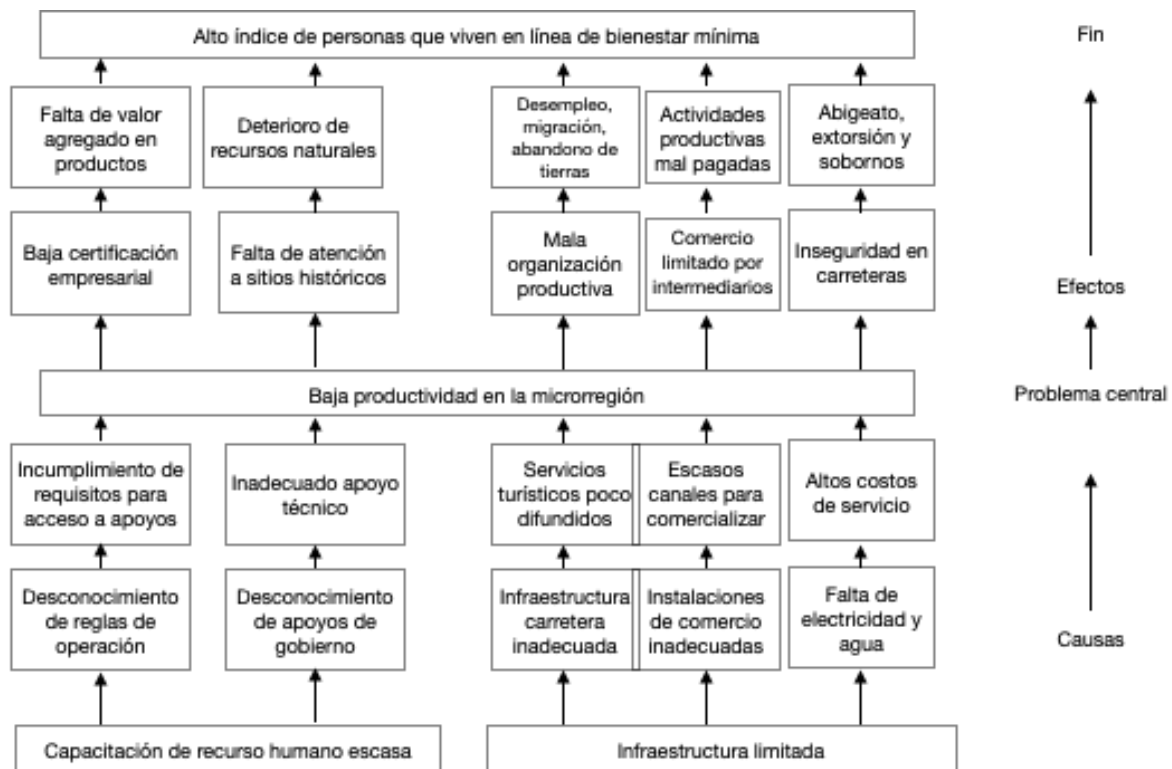 Alto índice de personas que viven en línea de bienestar mínima
Fin
Falta de valor
agregado en
productos
Deterioro de
recursos naturales
Desempleo,
migración,
abandono de
tierras
Actividades
productivas
mal pagadas
Abigeato,
extorsión y
sobornos
Baja certificación
empresarial
Falta de atención
a sitios históricos
Mala
organización
productiva
Comercio
limitado por
intermediarios
Inseguridad en
carreteras
Efectos
Baja productividad en la microrregión
Problema central
Incumplimiento de
requisitos para
acceso a apoyos
Inadecuado apoyo
técnico
Servicios
turísticos poco
difundidos
Escasos
canales para
comercializar
Altos costos
de servicio
Desconocimiento
de reglas de
operación
Desconocimiento
de apoyos de
gobierno
Infraestructura
carretera
inadecuada
Instalaciones
de comercio
inadecuadas
Falta de
electricidad y
agua
Causas
Capacitación de recurso humano escasa
Infraestructura limitada